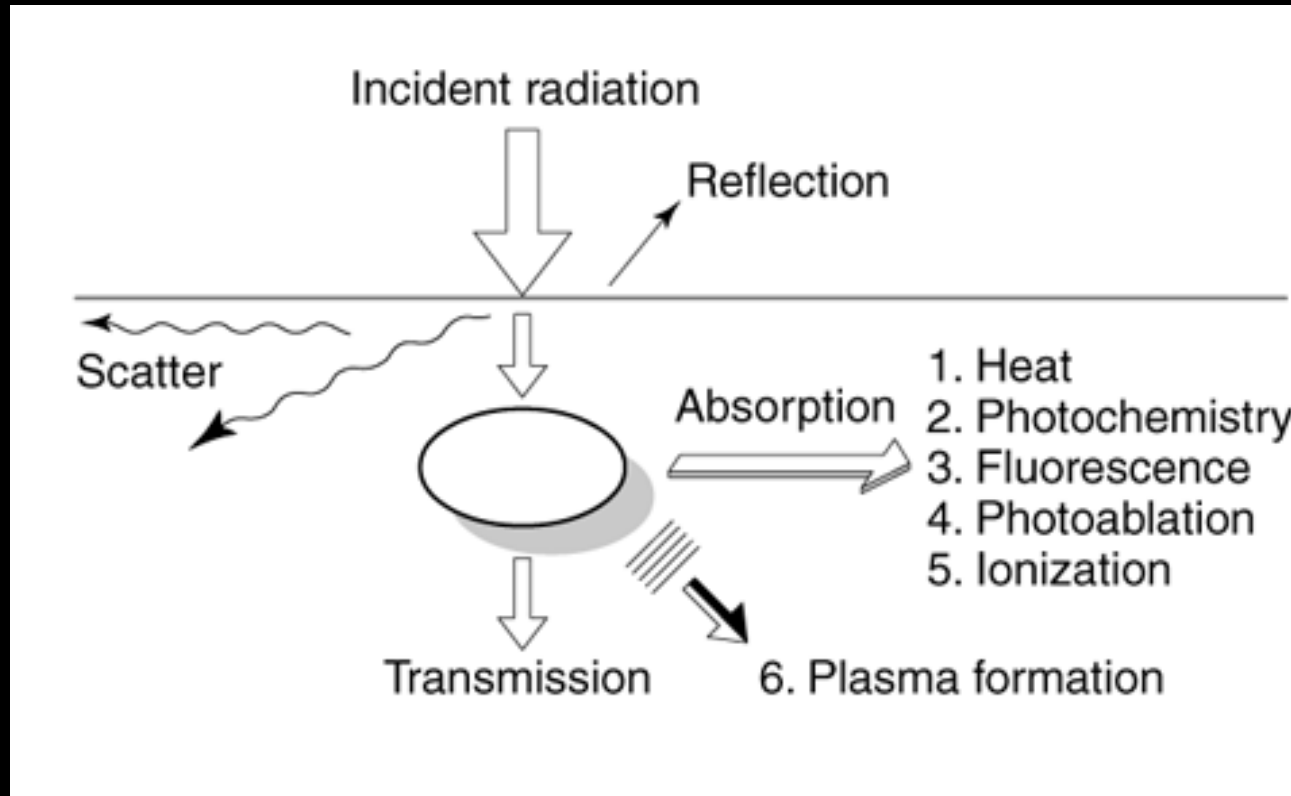 Incident radiation
Reflection
Scatter
Absorption
1. Heat
2. Photochemistry
3. Fluorescence
4. Photoablation
5. Ionization
Transmission
6. Plasma formation